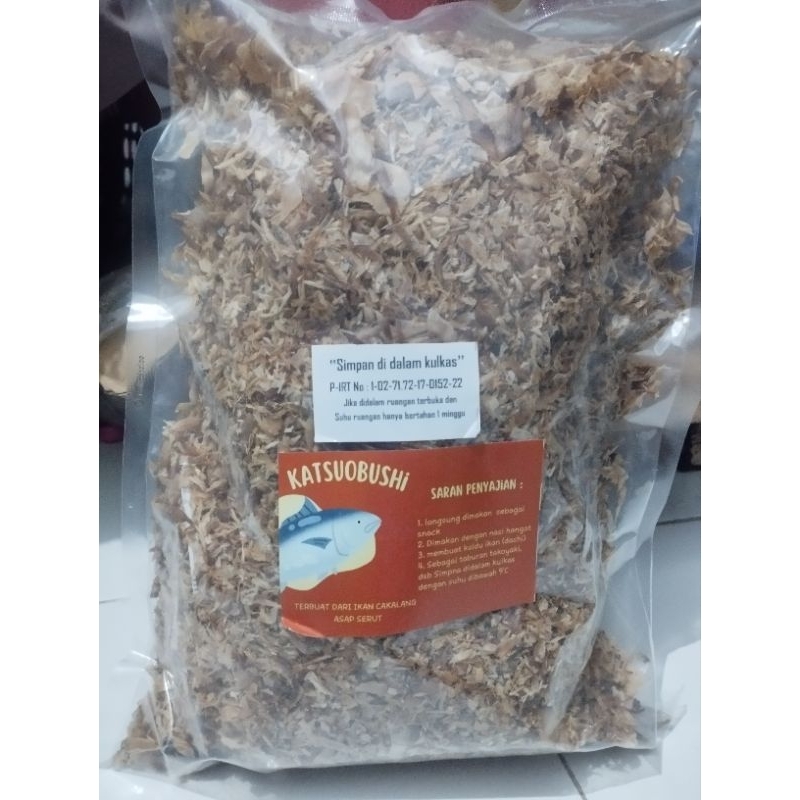 "Simpan di dalam kulkas"
P-IRT No : 1-02-71.72-17-0152-22
Jika didalam ruangan terbuka dan
Suhu ruangan hanya bertahan 1 minggu
KATSUOBUSHi
TERBUAT DARI IKAN CAKALANG
ASAP SERUT
SARAN PENYAJIAN :
1. langsung dimakan sebagai
snack
2. Dimakan dengan nasi hangat
3. membuat kaldu ikan (dashi)
4. Sebagai taburan takoyaki,
dsb Simpna didalam kulkas
dengan suhu dibawah 4°C